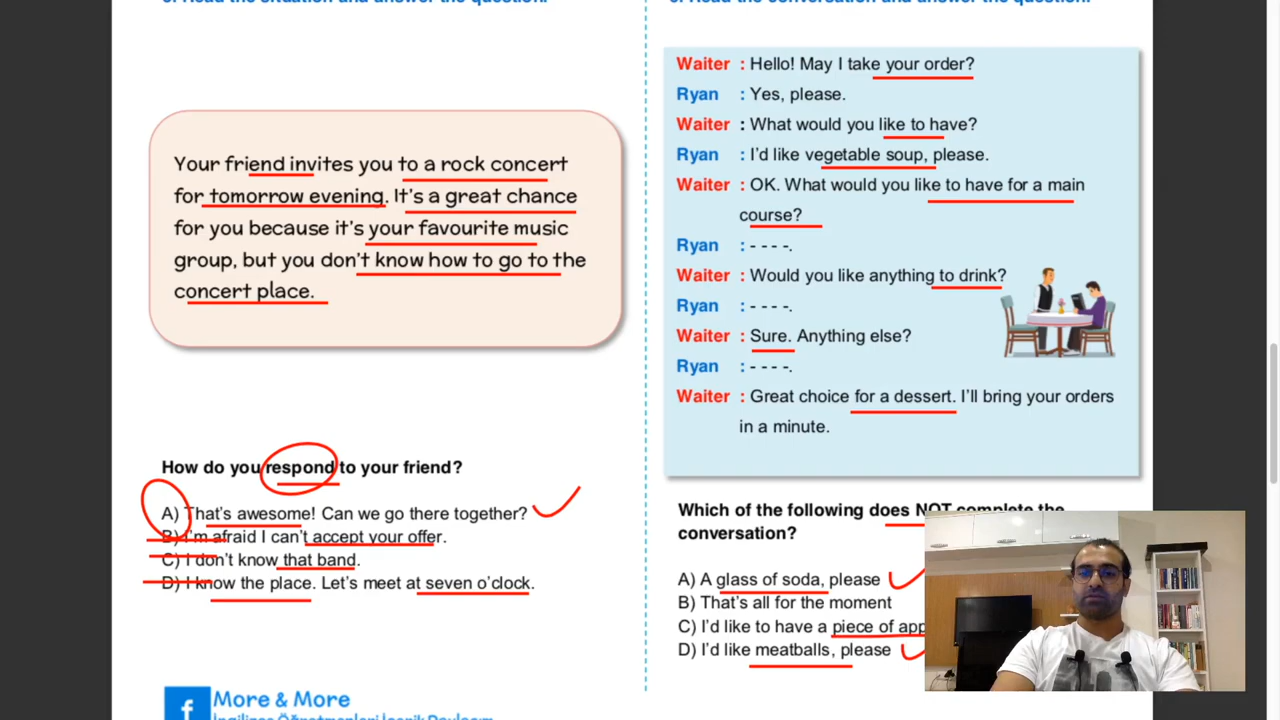 Your friend invites you to a rock concert
for tomorrow evening. It's a great chance
for you because it's your favourite music
group, but you don't know how to go to the
concert place.
How do you respond to your friend?
A) That's awesome! Can we go there together?
B) I'm afraid I can't accept your offer.
C) I don't know that band.
D) I know the place. Let's meet at seven o'clock.
f More & More
Waiter : Hello! May I take your order?
Ryan : Yes, please.
Waiter : What would you like to have?
Ryan : I'd like vegetable soup, please.
Waiter : OK. What would you like to have for a main
course?
Ryan : - - - -.
Waiter : Would you like anything to drink?
Ryan : - - - -.
Waiter : Sure. Anything else?
Ryan : - - - -.
Waiter : Great choice for a dessert. I'll bring your orders
in a minute.
Which of the following does NOT complete the
conversation?
A) A glass of soda, please
B) That's all for the moment
C) I'd like to have a piece of app
D) I'd like meatballs, please